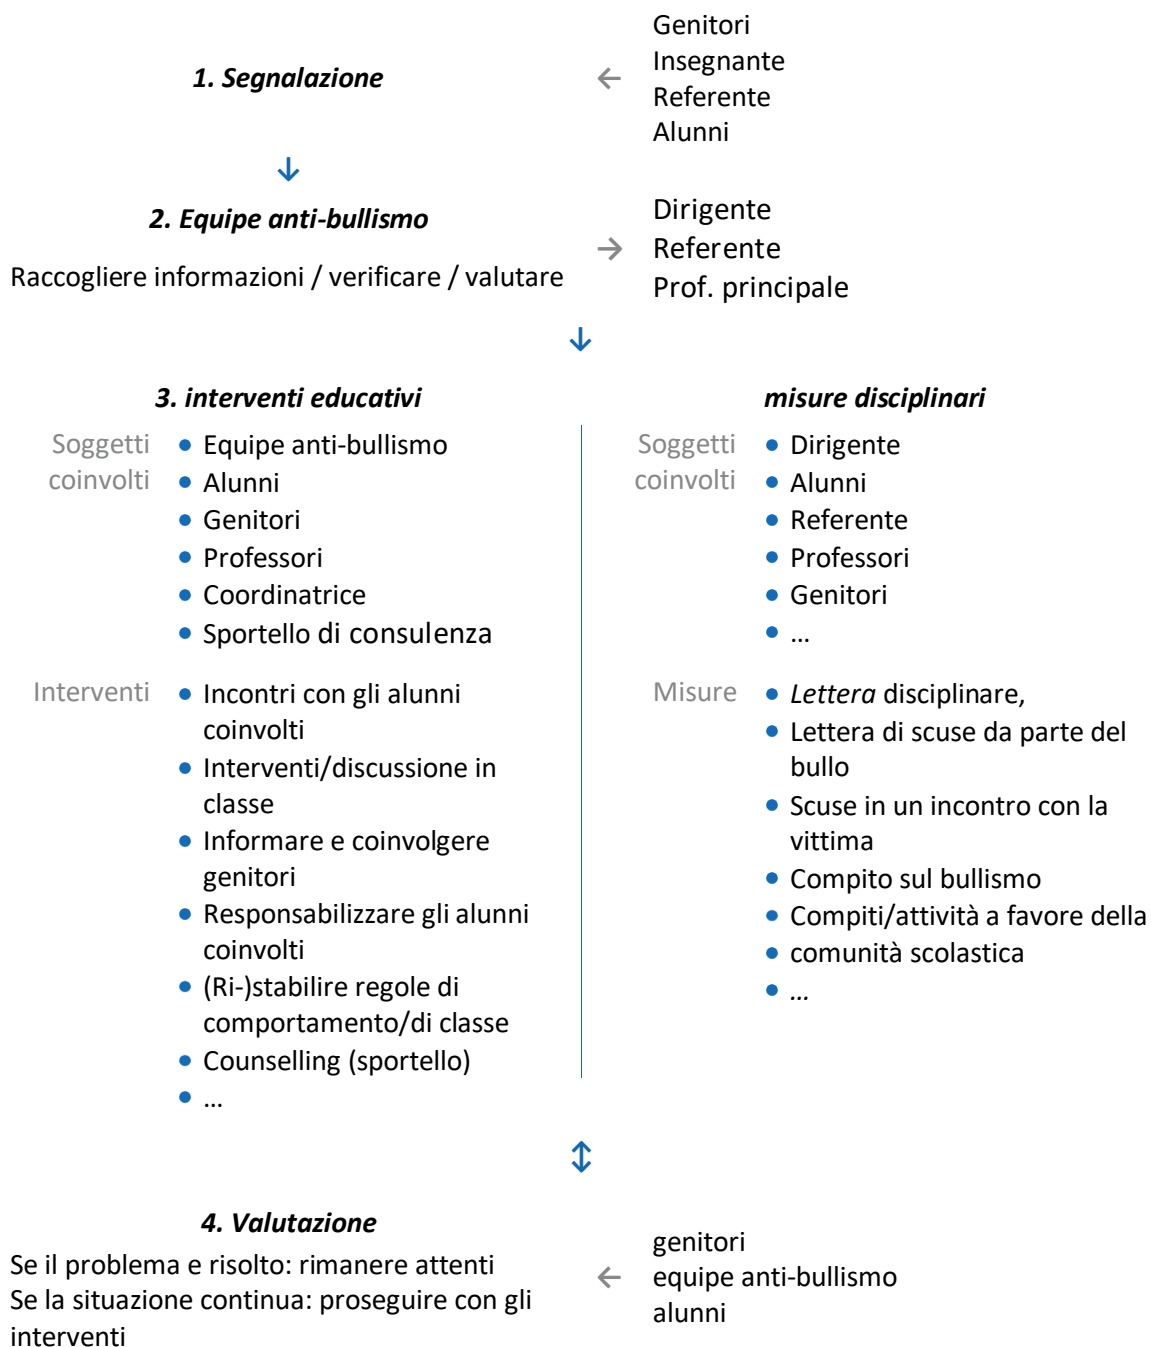 1. Segnalazione
←
Genitori
Insegnante
Referente
Alunni
↓
2. Equipe anti-bullismo
Raccogliere informazioni / verificare / valutare
→
Dirigente
Referente
Prof. principale
↓
3. interventi educativi
Soggetti
coinvolti
• Equipe anti-bullismo
• Alunni
• Genitori
• Professori
• Coordinatrice
• Sportello di consulenza
Interventi
• Incontri con gli alunni
coinvolti
• Interventi/discussione in
classe
• Informare e coinvolgere
genitori
• Responsabilizzare gli alunni
coinvolti
• (Ri-)stabilire regole di
comportamento/di classe
• Counselling (sportello)
• ...
misure disciplinari
Soggetti
coinvolti
• Dirigente
• Alunni
• Referente
• Professori
• Genitori
• ...
Misure
• Lettera disciplinare,
• Lettera di scuse da parte del
bullo
• Scuse in un incontro con la
vittima
• Compito sul bullismo
• Compiti/attività a favore della
• comunità scolastica
• ...
↕
4. Valutazione
Se il problema e risolto: rimanere attenti
Se la situazione continua: proseguire con gli
interventi
←
genitori
equipe anti-bullismo
alunni